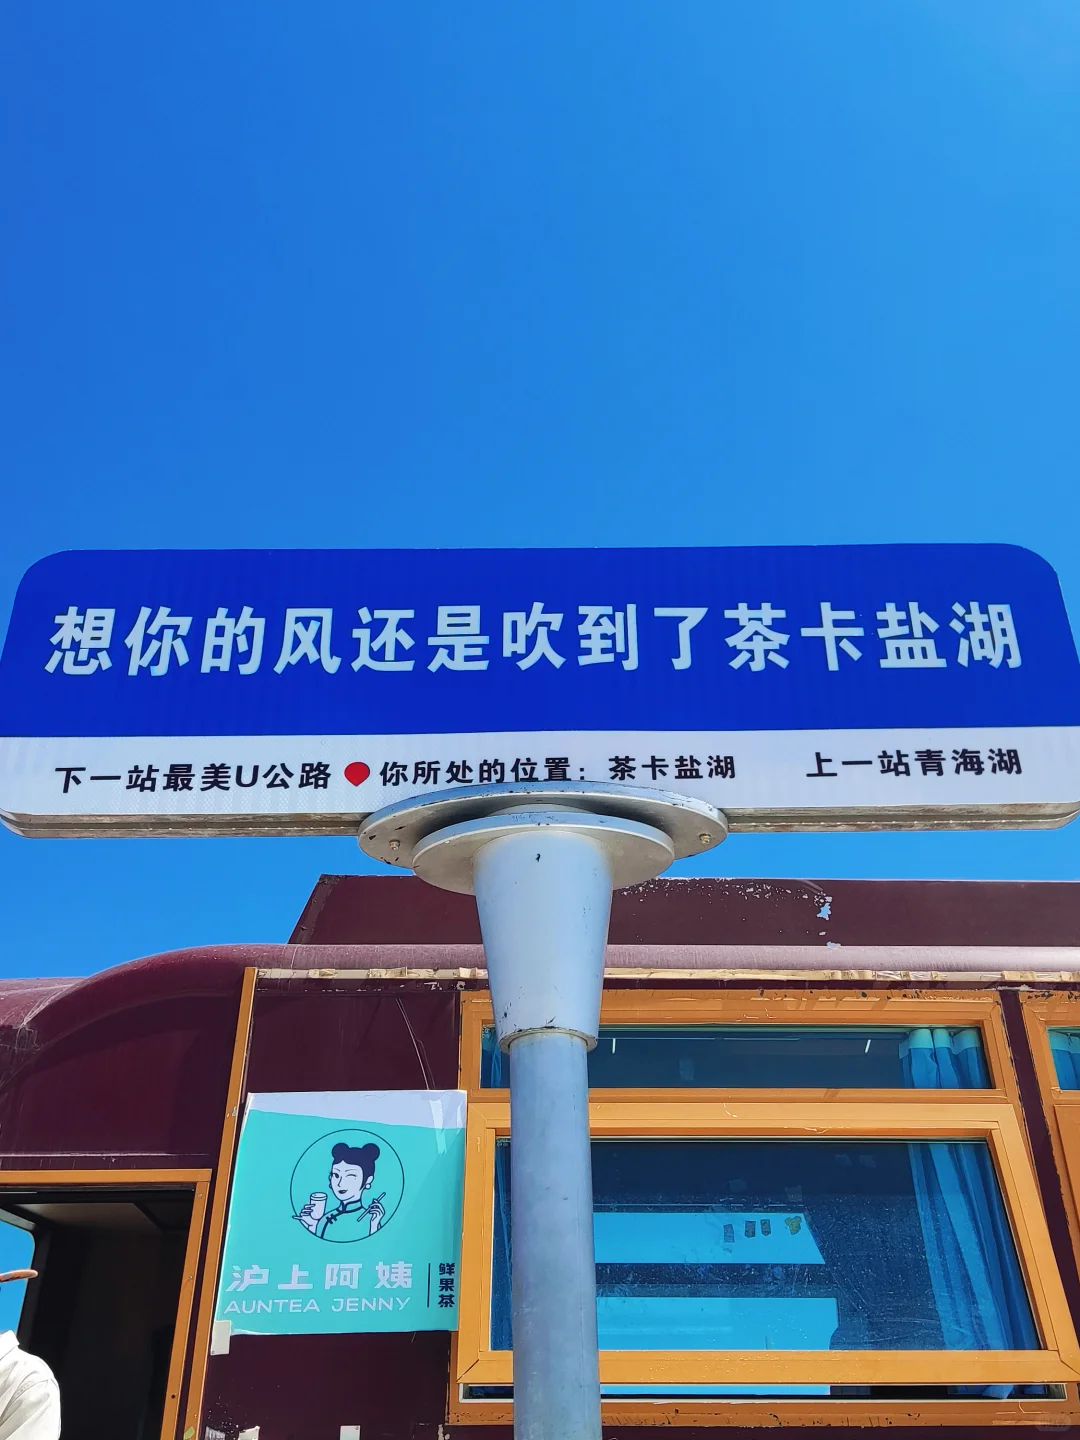 想你的风还是吹到了茶卡盐湖
下一站最美U公路 你所处的位置：茶卡盐湖 上一站青海湖
沪上阿姨
AUNTEA JENNY
鲜果茶